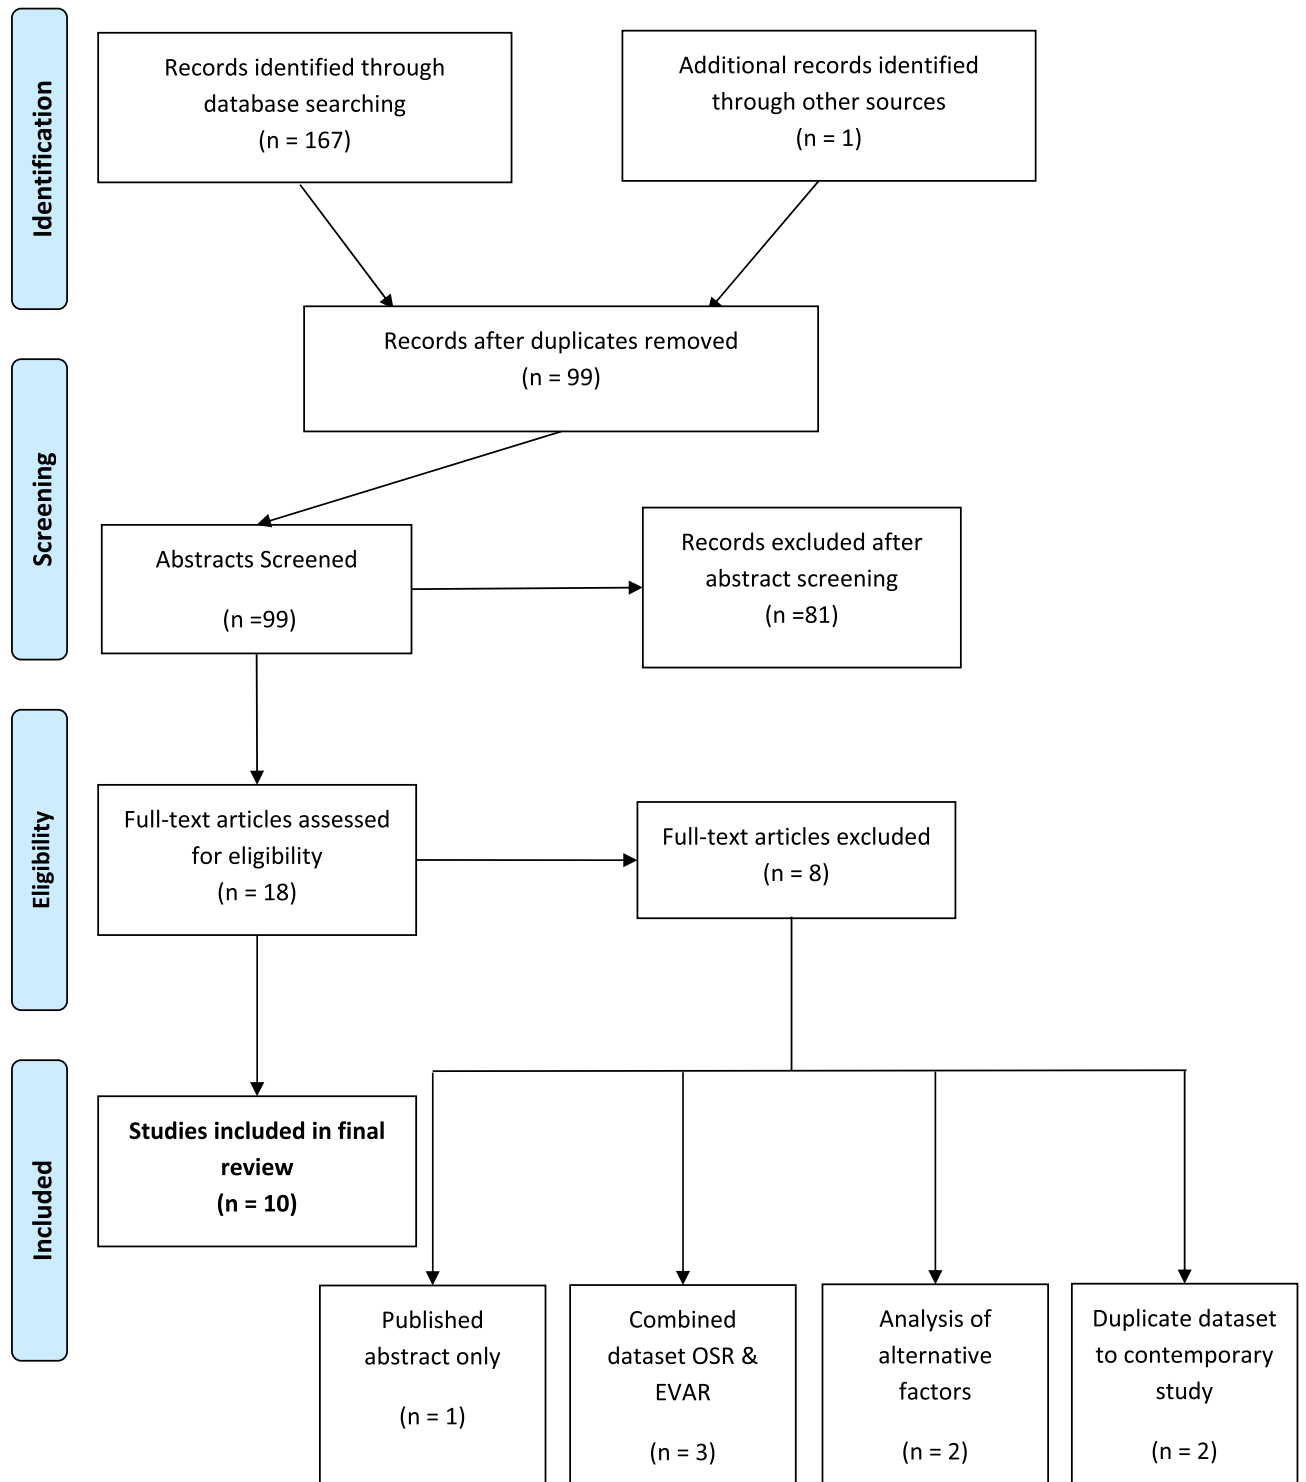 Identification
Records identified through
database searching
(n = 167)
Additional records identified
through other sources
(n = 1)
Records after duplicates removed
(n = 99)
Screening
Abstracts Screened
(n =99)
Records excluded after
abstract screening
(n =81)
Eligibility
Full-text articles assessed
for eligibility
(n = 18)
Full-text articles excluded
(n = 8)
Included
Studies included in final
review
(n = 10)
Published
abstract only
(n = 1)
Combined
dataset OSR &
EVAR
(n = 3)
Analysis of
alternative
factors
(n = 2)
Duplicate dataset
to contemporary
study
(n = 2)